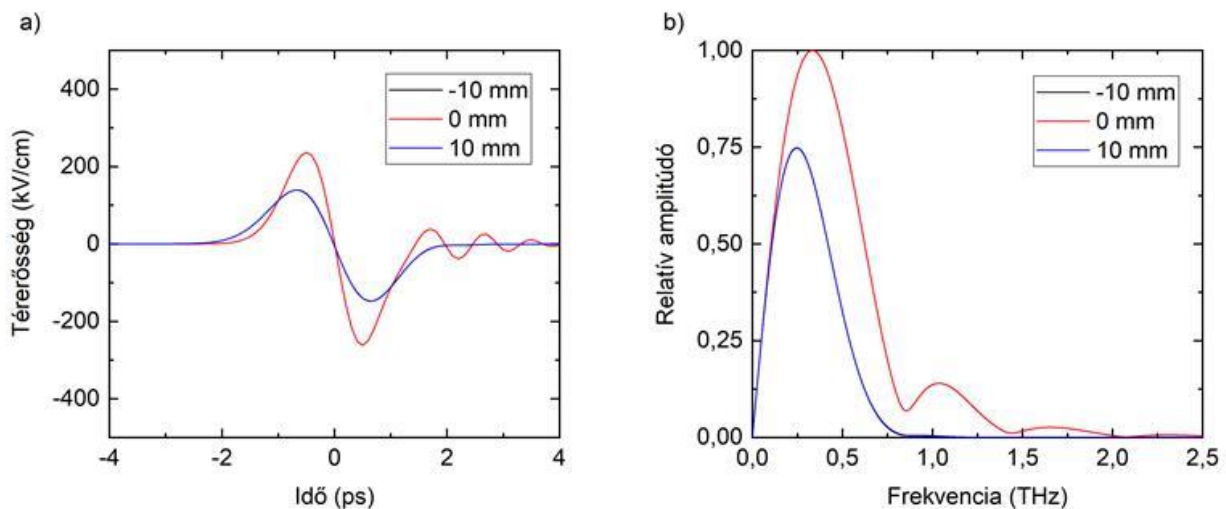 a)
Térerősség (kV/cm)
400
200
0
-200
-400
-10 mm
0 mm
10 mm
-4
-2
0
2
4
Idő (ps)
b)
Relatív amplitúdó
1,00
0,75
0,50
0,25
0,00
-10 mm
0 mm
10 mm
0,0
0,5
1,0
1,5
2,0
2,5
Frekvencia (THz)